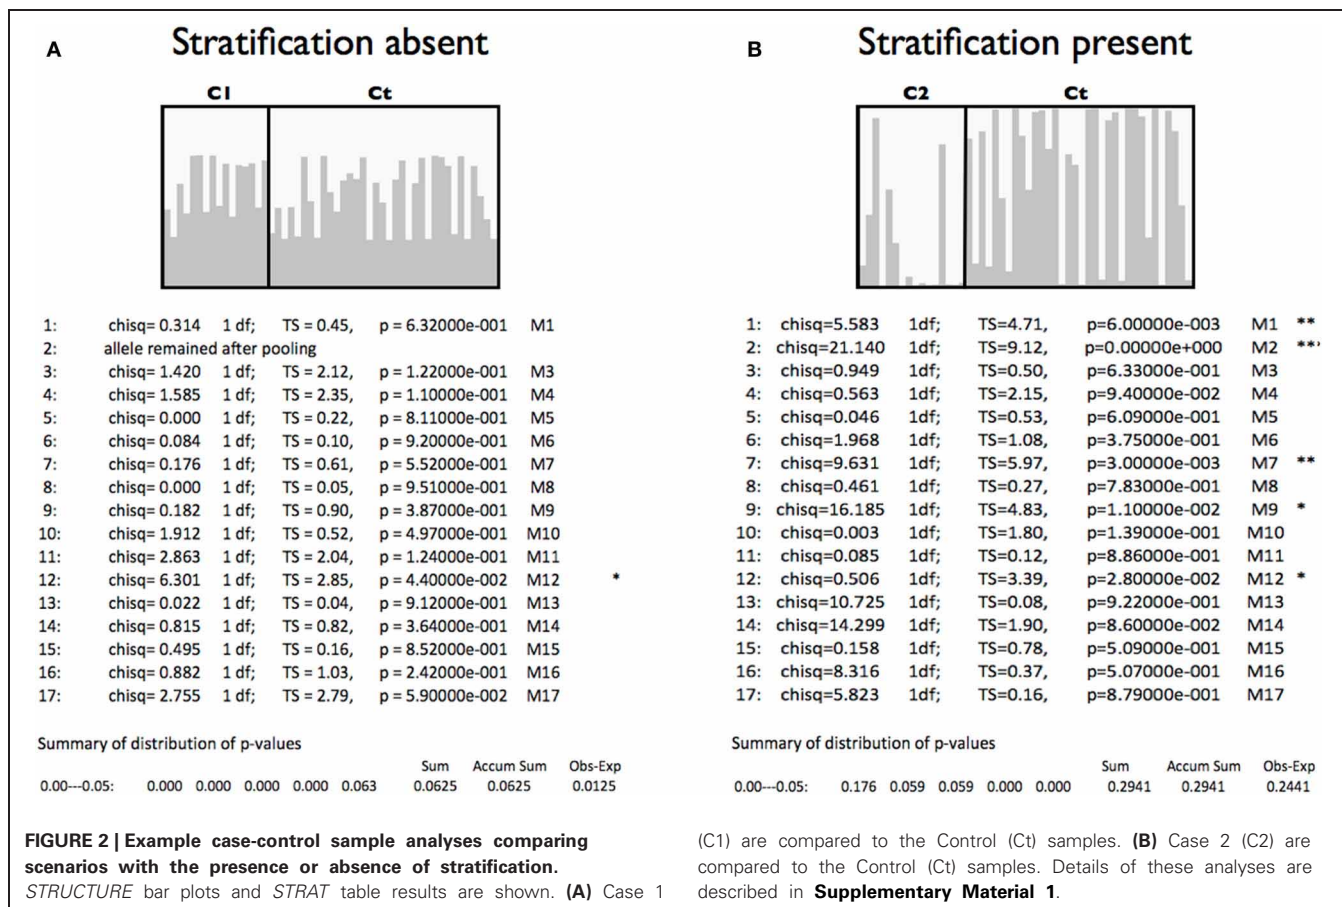 A Stratification absent
C1 Ct
1: chisq= 0.314 1 df; TS = 0.45, p = 6.32000e-001 M1
2: allele remained after pooling
3: chisq= 1.420 1 df; TS = 2.12, p = 1.22000e-001 M3
4: chisq= 1.585 1 df; TS = 2.35, p = 1.10000e-001 M4
5: chisq= 0.000 1 df; TS = 0.22, p = 8.11000e-001 M5
6: chisq= 0.084 1 df; TS = 0.10, p = 9.20000e-001 M6
7: chisq= 0.176 1 df; TS = 0.61, p = 5.52000e-001 M7
8: chisq= 0.000 1 df; TS = 0.05, p = 9.51000e-001 M8
9: chisq= 0.182 1 df; TS = 0.90, p = 3.87000e-001 M9
10: chisq= 1.912 1 df; TS = 0.52, p = 4.97000e-001 M10
11: chisq= 2.863 1 df; TS = 2.04, p = 1.24000e-001 M11
12: chisq= 6.301 1 df; TS = 2.85, p = 4.40000e-002 M12 *
13: chisq= 0.022 1 df; TS = 0.04, p = 9.12000e-001 M13
14: chisq= 0.815 1 df; TS = 0.82, p = 3.64000e-001 M14
15: chisq= 0.495 1 df; TS = 0.16, p = 8.52000e-001 M15
16: chisq= 0.882 1 df; TS = 1.03, p = 2.42000e-001 M16
17: chisq= 2.755 1 df; TS = 2.79, p = 5.90000e-002 M17
Summary of distribution of p-values
Sum Accum Sum Obs-Exp
0.00---0.05: 0.000 0.000 0.000 0.000 0.063 0.0625 0.0625 0.0125
B Stratification present
C2 Ct
1: chisq=5.583 1df; TS=4.71, p=6.00000e-003 M1 **
2: chisq=21.140 1df; TS=9.12, p=0.00000e+000 M2 **'
3: chisq=0.949 1df; TS=0.50, p=6.33000e-001 M3
4: chisq=0.563 1df; TS=2.15, p=9.40000e-002 M4
5: chisq=0.046 1df; TS=0.53, p=6.09000e-001 M5
6: chisq=1.968 1df; TS=1.08, p=3.75000e-001 M6
7: chisq=9.631 1df; TS=5.97, p=3.00000e-003 M7 **
8: chisq=0.461 1df; TS=0.27, p=7.83000e-001 M8
9: chisq=16.185 1df; TS=4.83, p=1.10000e-002 M9 *
10: chisq=0.003 1df; TS=1.80, p=1.39000e-001 M10
11: chisq=0.085 1df; TS=0.12, p=8.86000e-001 M11
12: chisq=0.506 1df; TS=3.39, p=2.80000e-002 M12 *
13: chisq=10.725 1df; TS=0.08, p=9.22000e-001 M13
14: chisq=14.299 1df; TS=1.90, p=8.60000e-002 M14
15: chisq=0.158 1df; TS=0.78, p=5.09000e-001 M15
16: chisq=8.316 1df; TS=0.37, p=5.07000e-001 M16
17: chisq=5.823 1df; TS=0.16, p=8.79000e-001 M17
Summary of distribution of p-values
Sum Accum Sum Obs-Exp
0.00---0.05: 0.176 0.059 0.059 0.000 0.000 0.2941 0.2941 0.2441
FIGURE 2 | Example case-control sample analyses comparing
scenarios with the presence or absence of stratification.
STRUCTURE bar plots and STRAT table results are shown. (A) Case 1
(C1) are compared to the Control (Ct) samples. (B) Case 2 (C2) are
compared to the Control (Ct) samples. Details of these analyses are
described in Supplementary Material 1.